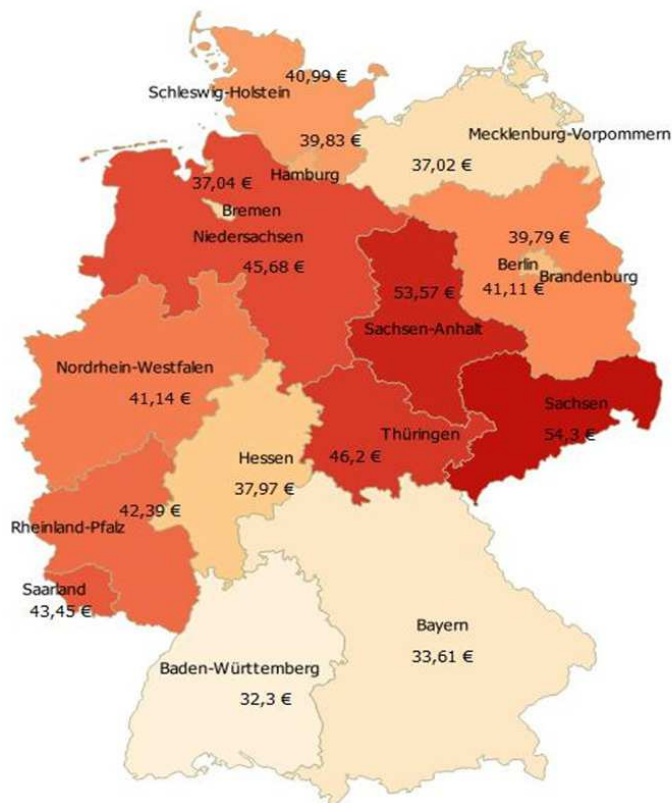 40,99 €
Schleswig-Holstein
39,83 €
Mecklenburg-Vorpommern
37,02 €
37,04 €
Hamburg
Bremen
Niedersachsen
45,68 €
39,79 €
Berlin
Brandenburg
41,11 €
53,57 €
Sachsen-Anhalt
Nordrhein-Westfalen
41,14 €
Sachsen
54,3 €
Thüringen
46,2 €
Hessen
37,97 €
42,39 €
Rheinland-Pfalz
Saarland
43,45 €
Bayern
33,61 €
Baden-Württemberg
32,3 €